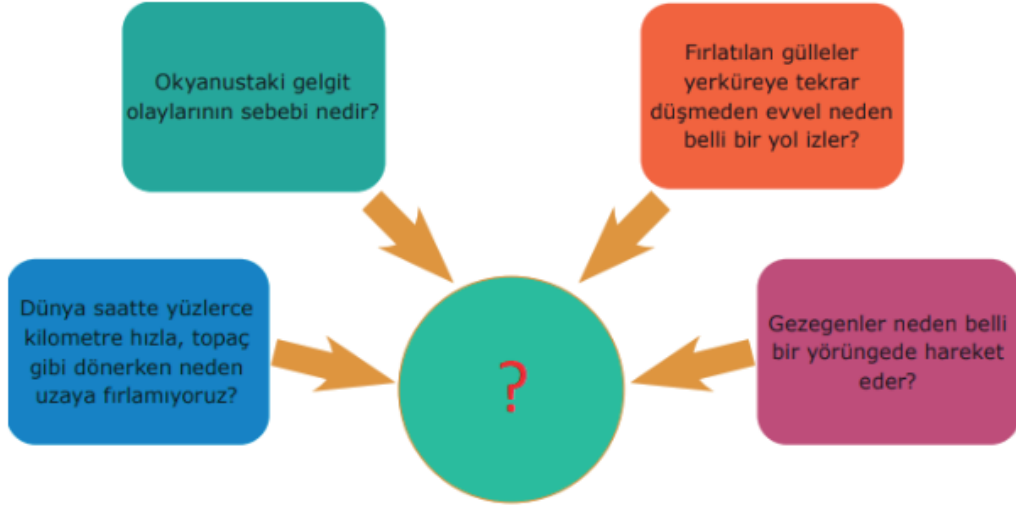 Okyanustaki gelgit
olaylarının sebebi nedir?
Fırlatılan gülleler
yerküreye tekrar
düşmeden evvel neden
belli bir yol izler?
Dünya saatte yüzlerce
kilometre hızla, topaç
gibi dönerken neden
uzaya fırlamıyoruz?
?
Gezegenler neden belli
bir yörüngede hareket
eder?